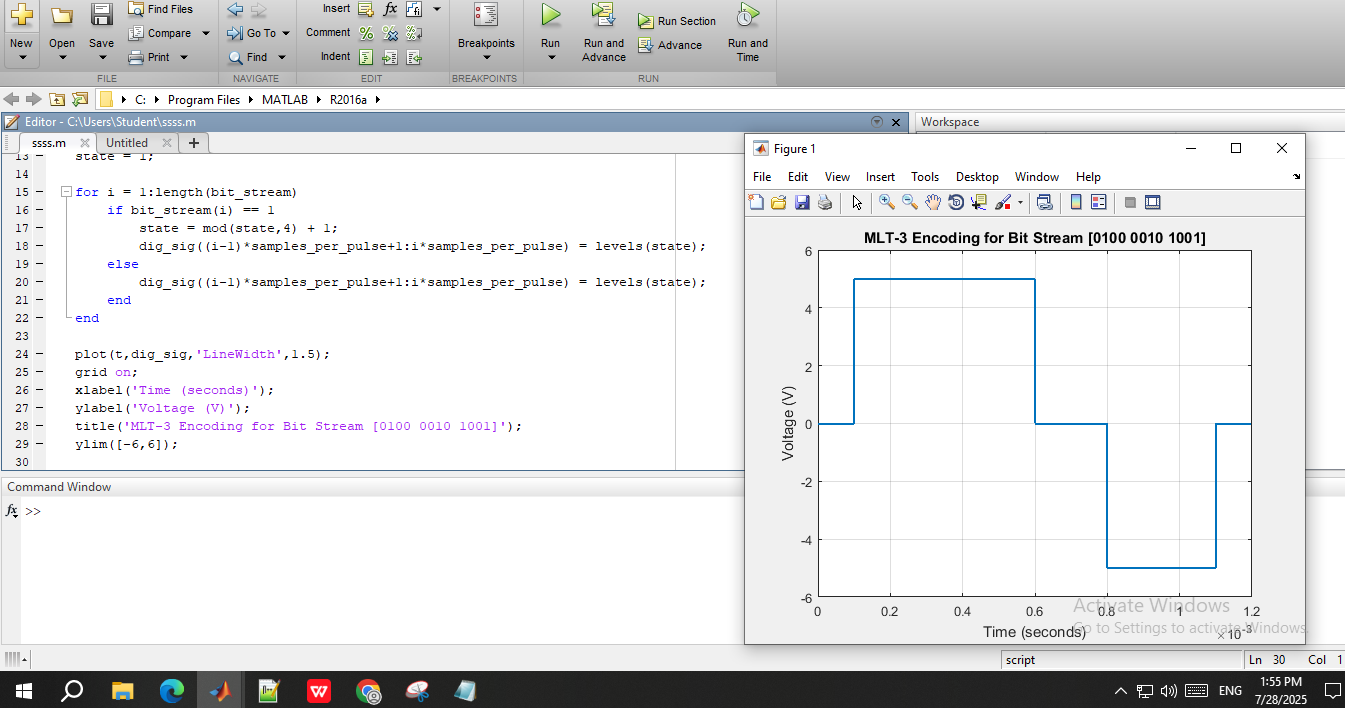 New
Open
Save
Find Files
Compare
Print
FILE
Go To
Find
NAVIGATE
Insert fx
Comment
Indent
EDIT
Breakpoints
BREAKPOINTS
Run
Run and
Advance
Run Section
Advance
Run and
Time
RUN
C: Program Files MATLAB R2016a
Editor - C:\Users\Student\ssss.m
ssss.m Untitled +
13 - state = 1;
14
15 - for i = 1:length(bit_stream)
16 - if bit_stream(i) == 1
17 - state = mod(state,4) + 1;
18 - dig_sig((i-1)*samples_per_pulse+1:i*samples_per_pulse) = levels(state);
19 - else
20 - dig_sig((i-1)*samples_per_pulse+1:i*samples_per_pulse) = levels(state);
21 - end
22 - end
23
24 - plot(t,dig_sig,'LineWidth',1.5);
25 - grid on;
26 - xlabel('Time (seconds)');
27 - ylabel('Voltage (V)');
28 - title('MLT-3 Encoding for Bit Stream [0100 0010 1001]');
29 - ylim([-6,6]);
30
Command Window
fx >>
Workspace
Figure 1
File Edit View Insert Tools Desktop Window Help
MLT-3 Encoding for Bit Stream [0100 0010 1001]
6
4
2
0
-2
-4
-6
Voltage (V)
0 0.2 0.4 0.6 0.8 1 1.2
Time (seconds)
×10-3
Activate Windows
Go to Settings to activate Windows.
script
Ln 30 Col 1
W
ENG
1:55 PM
7/28/2025